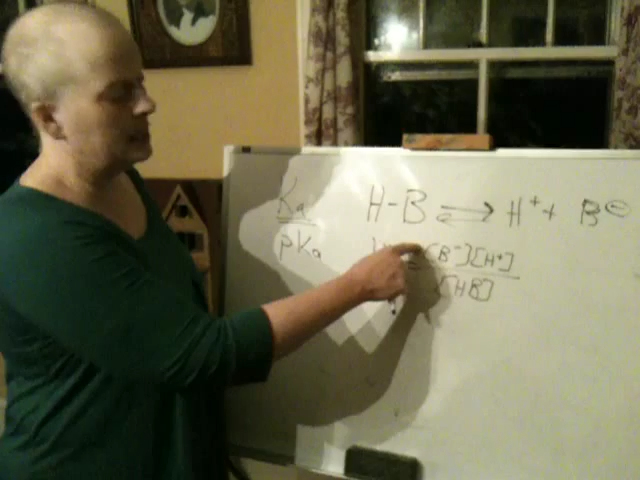 Ka H-B ⇌ H⁺ + B⁻
pKa = [B⁻][H⁺]
[HB]